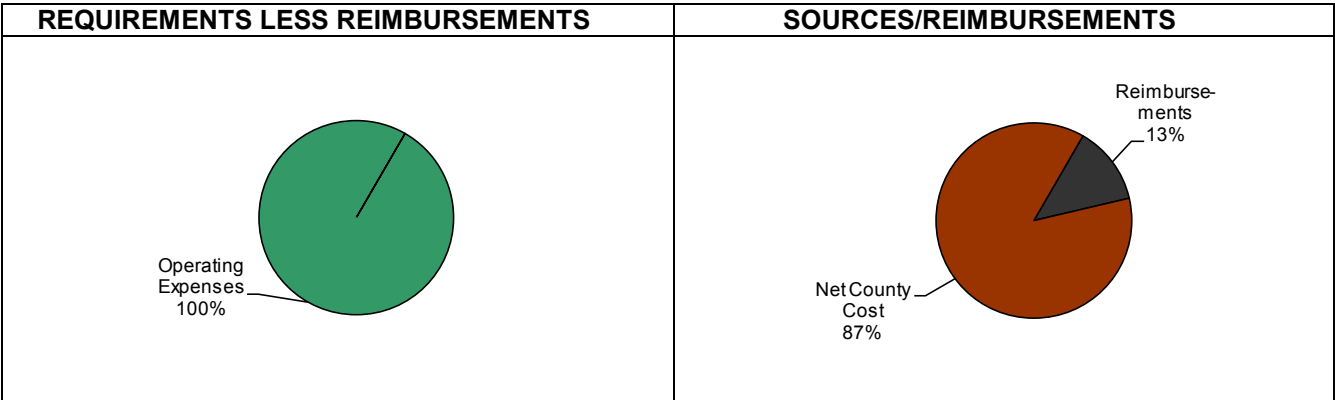 REQUIREMENTS LESS REIMBURSEMENTS
Operating
Expenses
100%
SOURCES/REIMBURSEMENTS
Reimburse-
ments
13%
Net County
Cost
87%